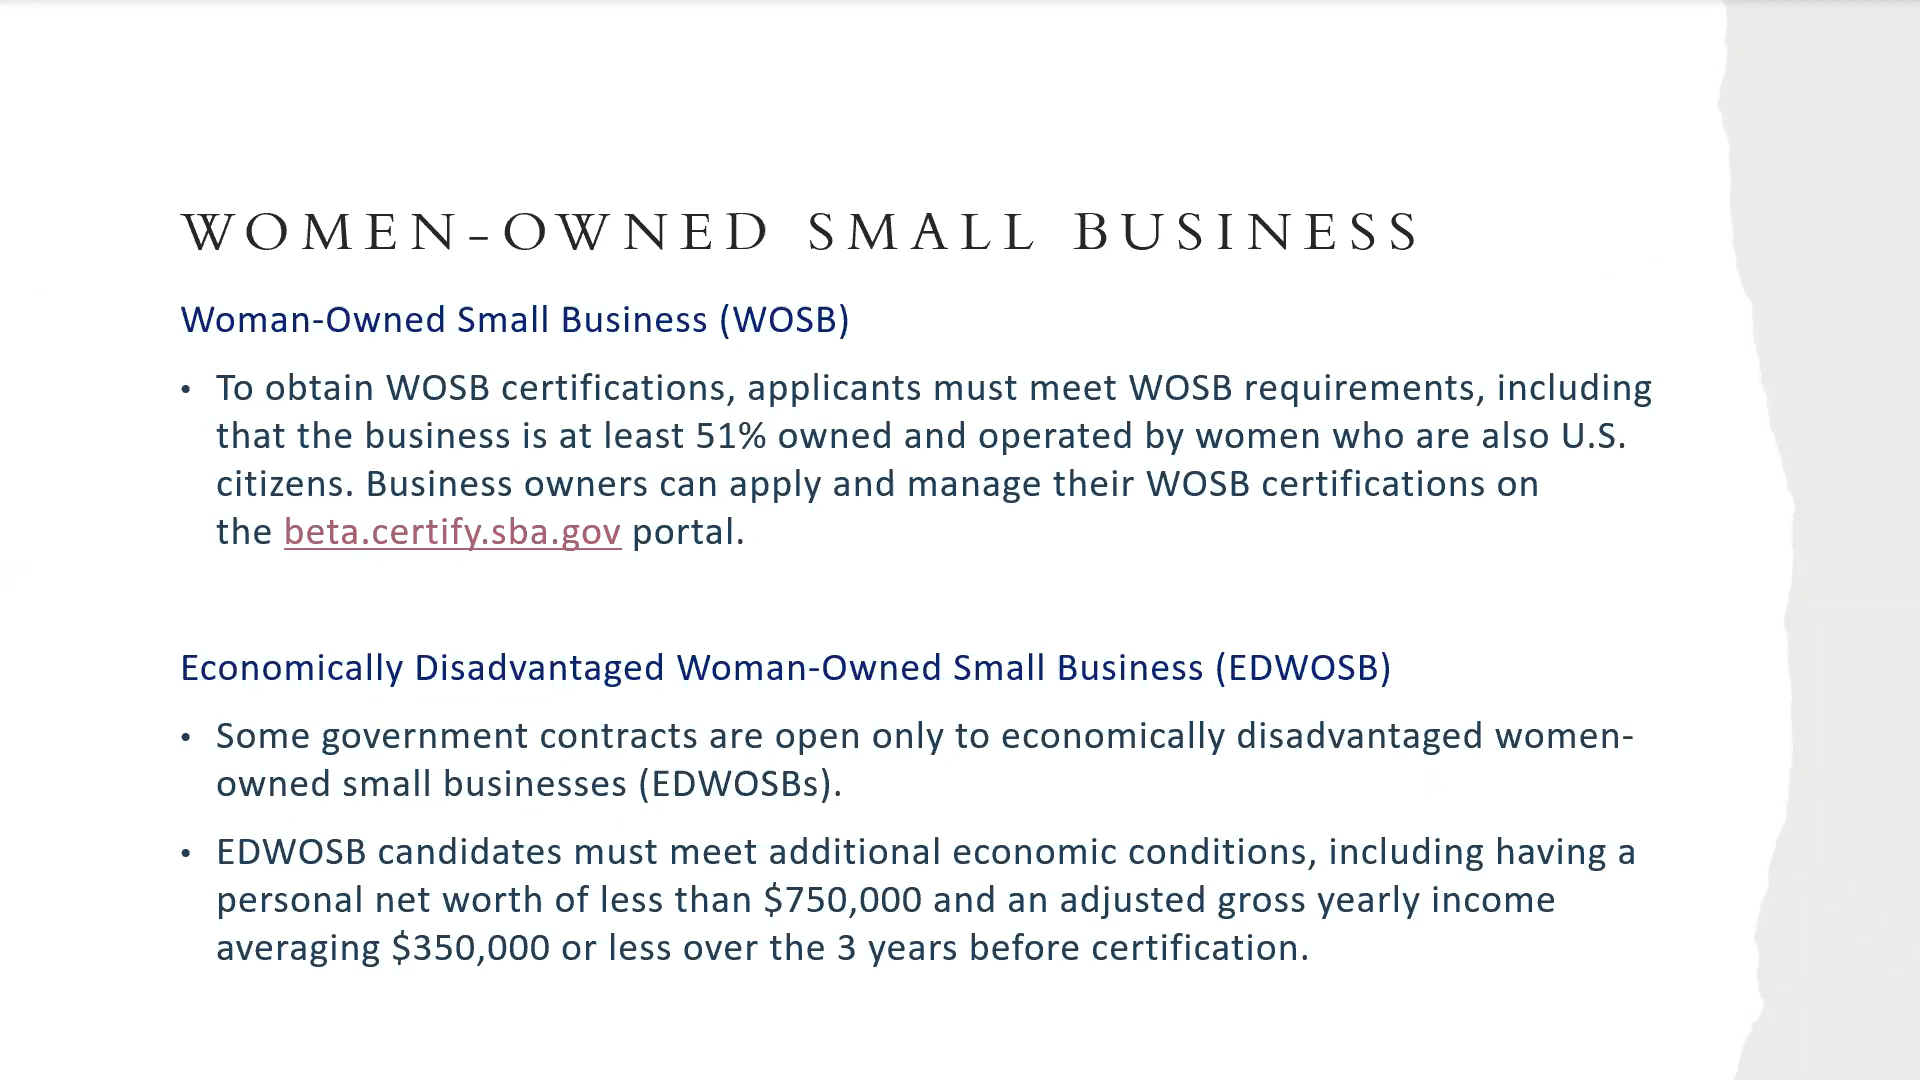 WOMEN-OWNED SMALL BUSINESS
Woman-Owned Small Business (WOSB)
• To obtain WOSB certifications, applicants must meet WOSB requirements, including
that the business is at least 51% owned and operated by women who are also U.S.
citizens. Business owners can apply and manage their WOSB certifications on
the beta.certify.sba.gov portal.
Economically Disadvantaged Woman-Owned Small Business (EDWOSB)
• Some government contracts are open only to economically disadvantaged women-
owned small businesses (EDWOSBs).
• EDWOSB candidates must meet additional economic conditions, including having a
personal net worth of less than $750,000 and an adjusted gross yearly income
averaging $350,000 or less over the 3 years before certification.